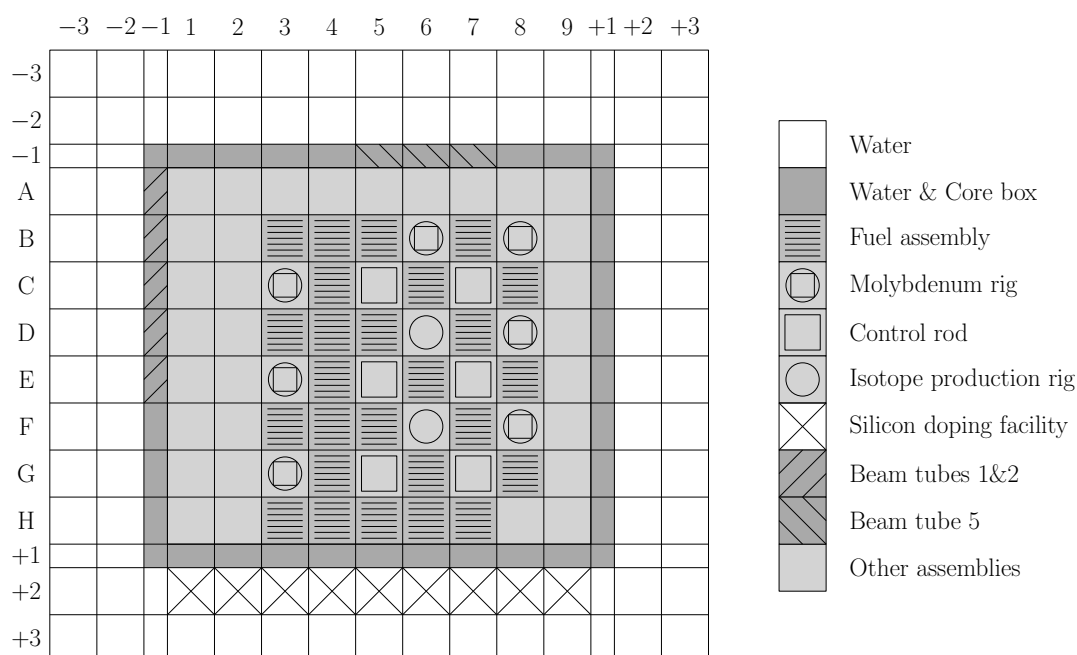 −3 −2 −1 1 2 3 4 5 6 7 8 9 +1 +2 +3
−3
−2
−1
A
B
C
D
E
F
G
H
+1
+2
+3
Water
Water & Core box
Fuel assembly
Molybdenum rig
Control rod
Isotope production rig
Silicon doping facility
Beam tubes 1&2
Beam tube 5
Other assemblies